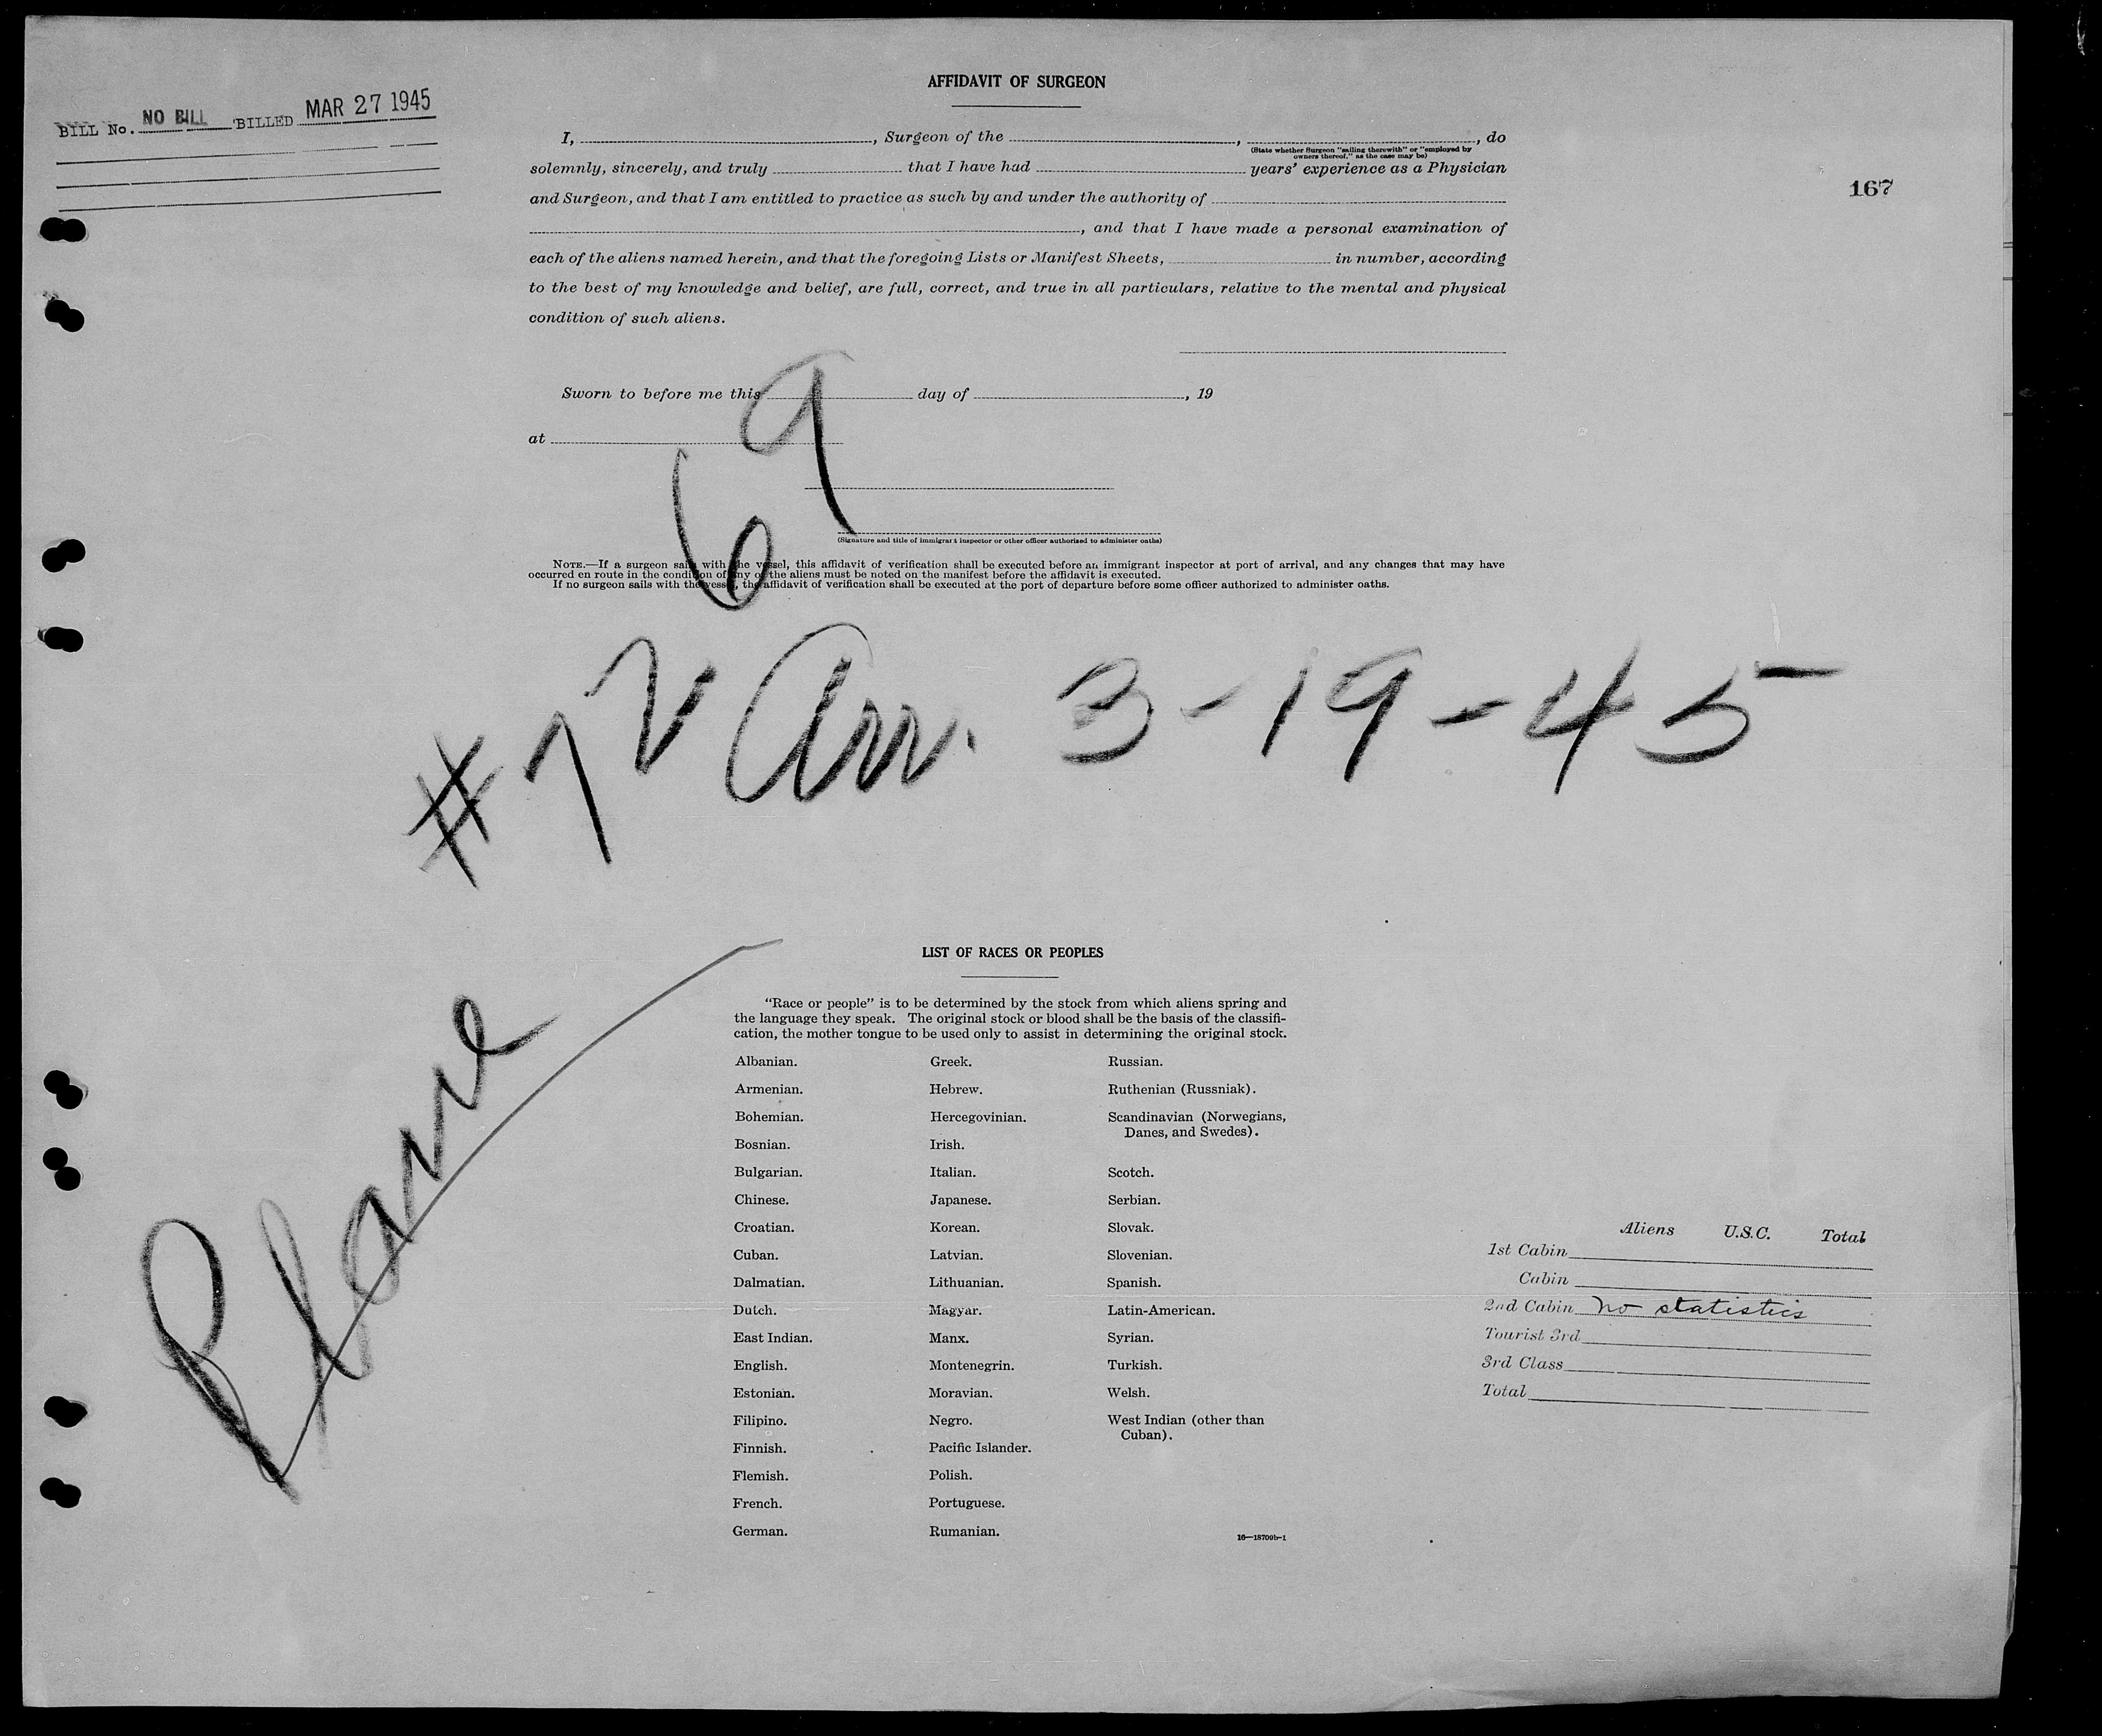 AFFIDAVIT OF SURGEON
BILL No. NO BILL BILLED MAR 27 1945
I, , Surgeon of the , , do
(State whether Surgeon "sailing therewith" or "employed by
owners thereof," as the case may be)
solemnly, sincerely, and truly that I have had years' experience as a Physician
167
and Surgeon, and that I am entitled to practice as such by and under the authority of
, and that I have made a personal examination of
each of the aliens named herein, and that the foregoing Lists or Manifest Sheets, in number, according
to the best of my knowledge and belief, are full, correct, and true in all particulars, relative to the mental and physical
condition of such aliens.
Sworn to before me this day of , 19
at
69
(Signature and title of immigrant inspector or other officer authorized to administer oaths)
NOTE.—If a surgeon sails with the vessel, this affidavit of verification shall be executed before an immigrant inspector at port of arrival, and any changes that may have
occurred en route in the condition of any of the aliens must be noted on the manifest before the affidavit is executed.
If no surgeon sails with the vessel, the affidavit of verification shall be executed at the port of departure before some officer authorized to administer oaths.
#72 Arr. 3-19-45
Plane
LIST OF RACES OR PEOPLES
"Race or people" is to be determined by the stock from which aliens spring and
the language they speak. The original stock or blood shall be the basis of the classifi-
cation, the mother tongue to be used only to assist in determining the original stock.
Albanian.
Armenian.
Bohemian.
Bosnian.
Bulgarian.
Chinese.
Croatian.
Cuban.
Dalmatian.
Dutch.
East Indian.
English.
Estonian.
Filipino.
Finnish.
Flemish.
French.
German.
Greek.
Hebrew.
Hercegovinian.
Irish.
Italian.
Japanese.
Korean.
Latvian.
Lithuanian.
Magyar.
Manx.
Montenegrin.
Moravian.
Negro.
Pacific Islander.
Polish.
Portuguese.
Rumanian.
Russian.
Ruthenian (Russniak).
Scandinavian (Norwegians,
Danes, and Swedes).
Scotch.
Serbian.
Slovak.
Slovenian.
Spanish.
Latin-American.
Syrian.
Turkish.
Welsh.
West Indian (other than
Cuban).
16—18709b-1
Aliens U.S.C. Total
1st Cabin
Cabin
2nd Cabin no statistics
Tourist 3rd
3rd Class
Total